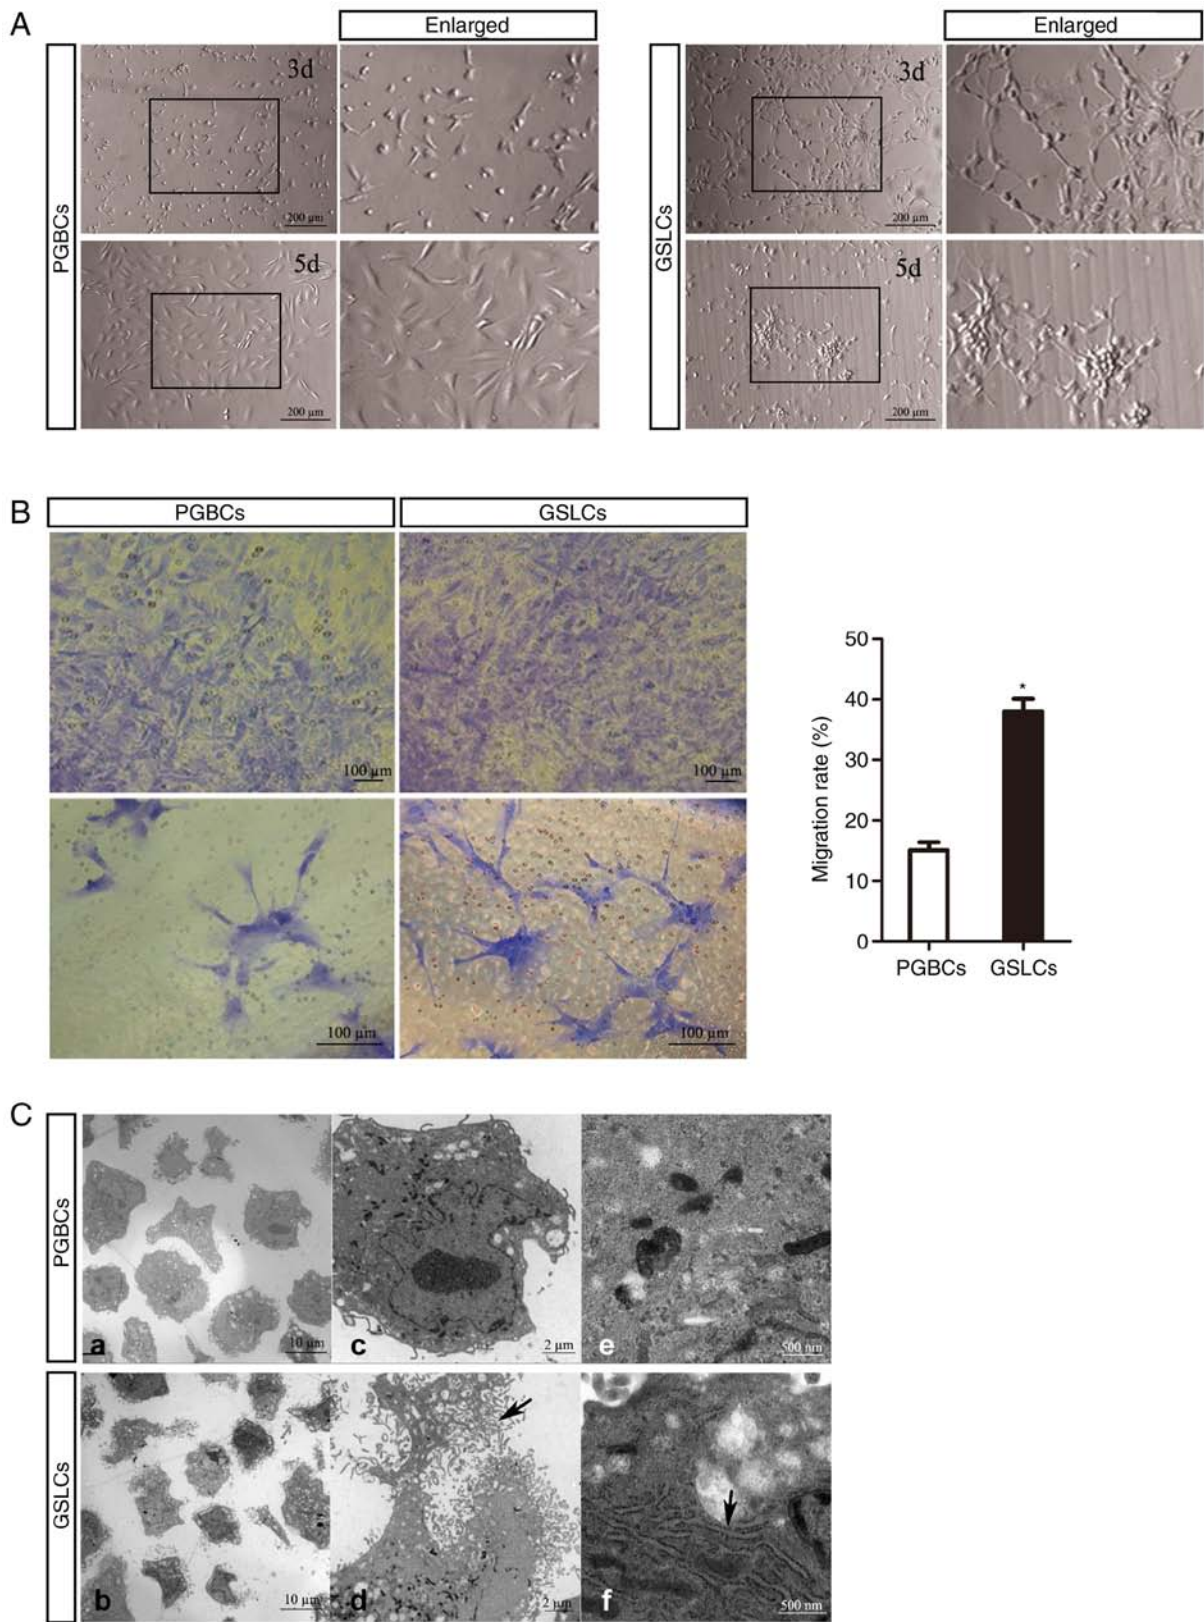 A
Enlarged
Enlarged
PGBCs
3d
200 µm
5d
200 µm
GSLCs
3d
200 µm
5d
200 µm
B
PGBCs
GSLCs
100 µm
100 µm
100 µm
100 µm
Migration rate (%)
50
40
30
20
10
0
*
PGBCs
GSLCs
C
PGBCs
a
10 µm
c
2 µm
e
500 nm
GSLCs
b
10 µm
d
2 µm
f
500 nm